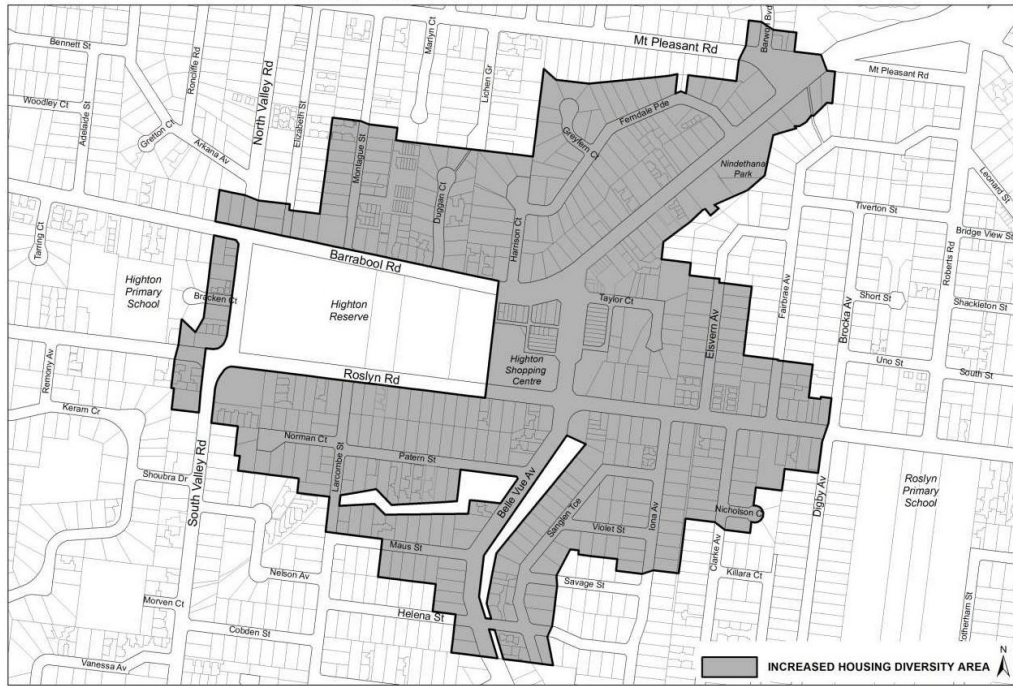 Bennett St
Woodley Ct
Adelaide St
Roncliffe Rd
Gretton Ct
Arkana Av
North Valley Rd
Elizabeth St
Marlyn Ct
Lichen Gr
Mt Pleasant Rd
Barwon Bvd
Mt Pleasant Rd
Montague St
Duggan Ct
Harrison Ct
Greyfern Ct
Ferndale Pde
Nindethana
Park
Leonard St
Tiverton St
Bridge View St
Roberts Rd
Tarring Ct
Highton
Primary
School
Bracken Ct
Barrabool Rd
Highton
Reserve
Taylor Ct
Elsvern Av
Fairbrae Av
Brocka Av
Short St
Shackleton St
Uno St
South St
Highton
Shopping
Centre
Roslyn Rd
Remony Av
Keram Cr
Norman Ct
Larcombe St
Patern St
Belle Vue Av
Shoubra Dr
South Valley Rd
Sanglen Tce
Iona Av
Violet St
Nicholson C
Clarke Av
Digby Av
Roslyn
Primary
School
Maus St
Nelson Av
Savage St
Killara Ct
Morven Ct
Helena St
Cobden St
Vanessa Av
otherham St
INCREASED HOUSING DIVERSITY AREA
N